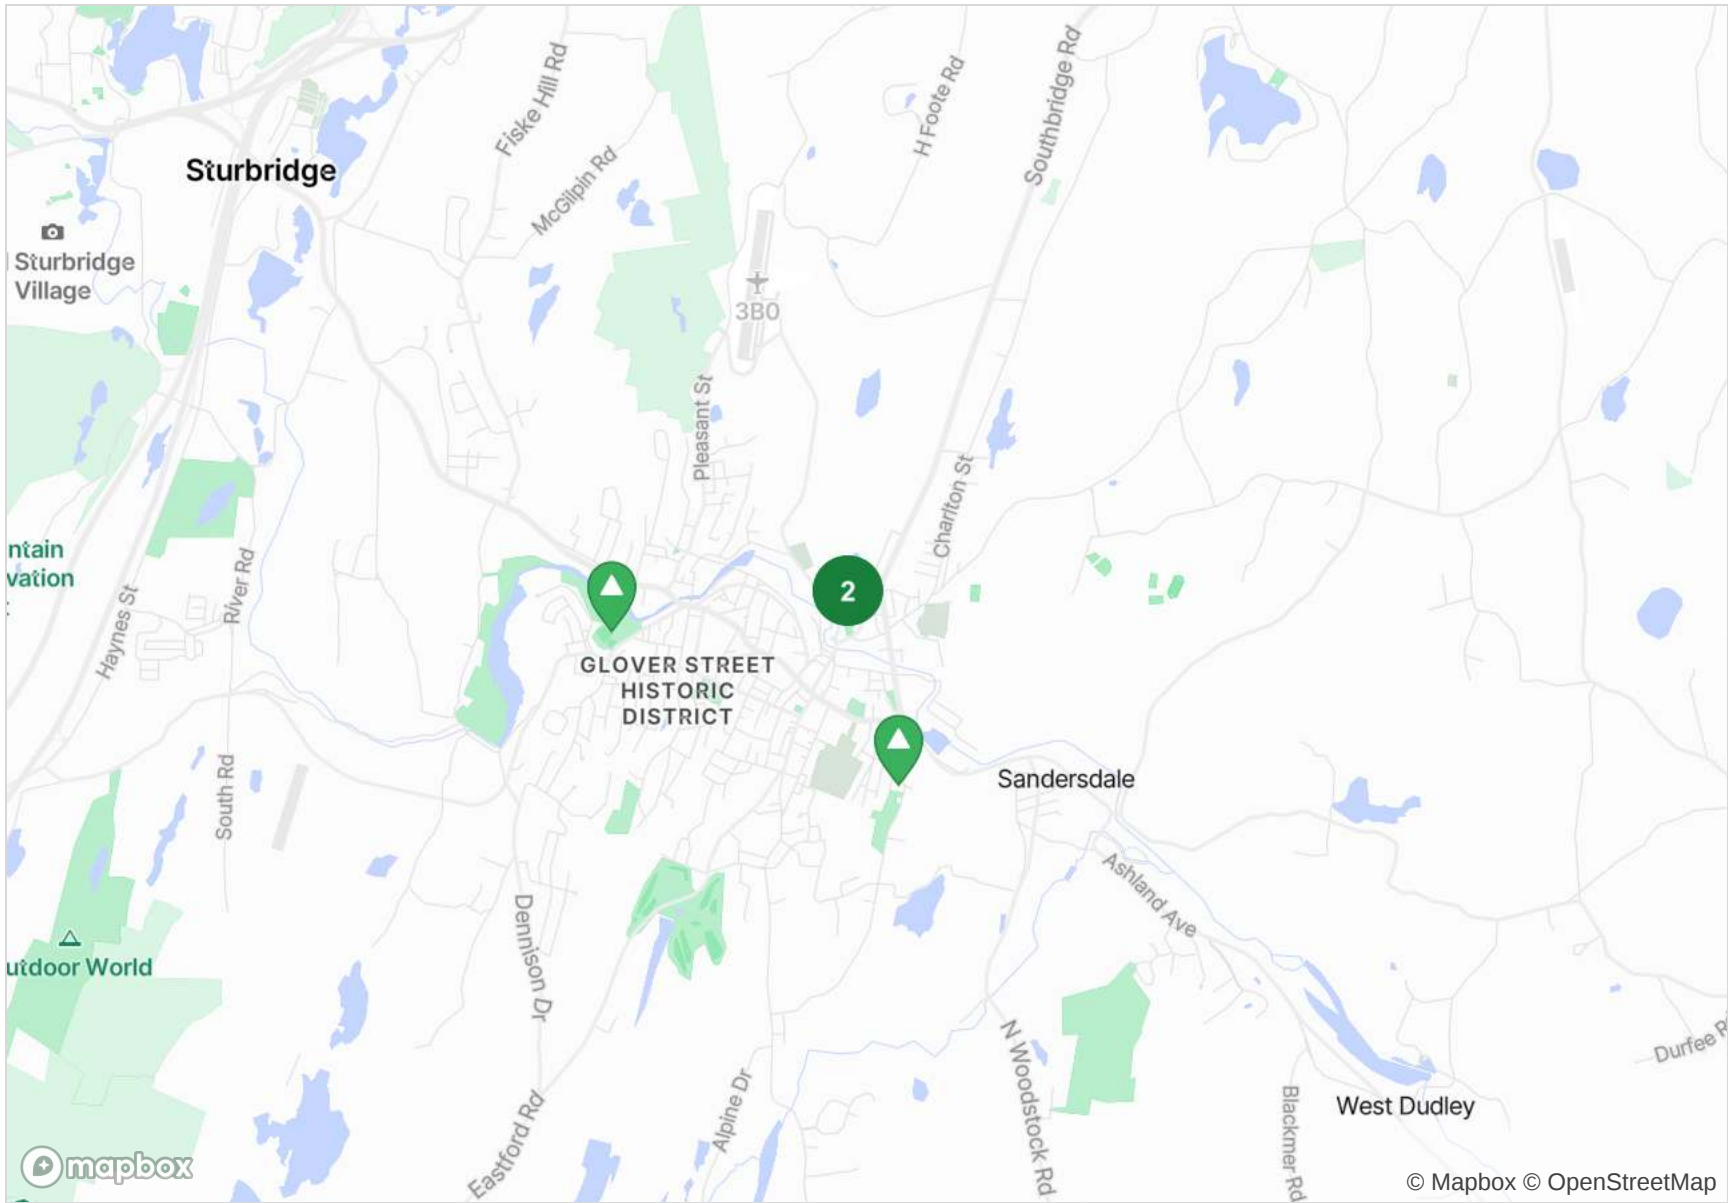 Fiske Hill Rd
H Foote Rd
Southbridge Rd
Sturbridge
McGilpin Rd
Sturbridge
Village
3B0
Pleasant St
Charlton St
ntain
vation
River Rd
Haynes St
2
GLOVER STREET
HISTORIC
DISTRICT
Sandersdale
South Rd
Ashland Ave
Dennison Dr
utdoor World
N Woodstock Rd
Durfee R
Alpine Dr
Eastford Rd
Blackmer Rd
West Dudley
mapbox
© Mapbox © OpenStreetMap